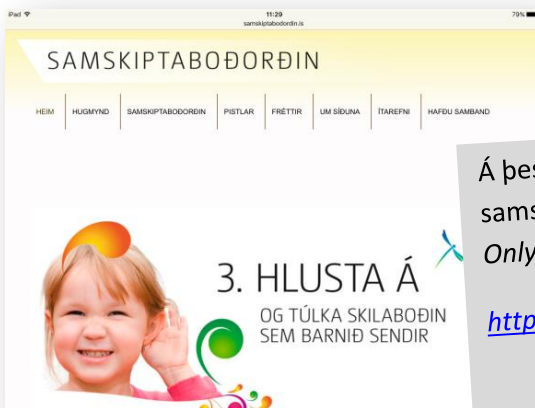 iPad
11:29
79%
samskiptabodordin.is
SAMSKIPTABOÐORÐIN
HEIM
HUGMYND
SAMSKIPTABOÐORÐIN
PISTLAR
FRÉTTIR
UM SÍÐUNA
ÍTAREFNI
HAFÐU SAMBAND
3. HLUSTA Á
OG TÚLKA SKILABOÐIN
SEM BARNIÐ SENDIR
Á þes
sams
Only
http